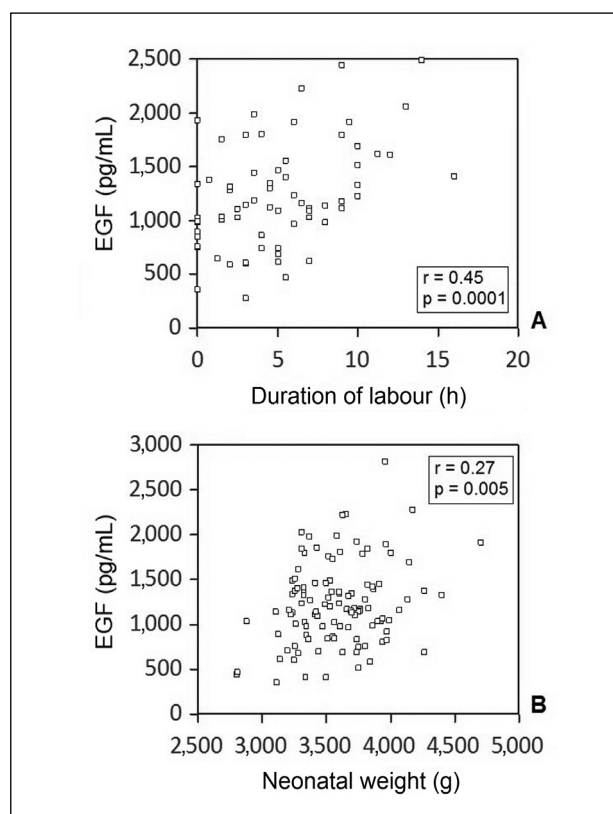 2,500
2,000
1,500
1,000
500
0
EGF (pg/mL)
r = 0.45
p = 0.0001
A
0 5 10 15 20
Duration of labour (h)
3,000
2,500
2,000
1,500
1,000
500
0
EGF (pg/mL)
r = 0.27
p = 0.005
B
2,500 3,000 3,500 4,000 4,500 5,000
Neonatal weight (g)